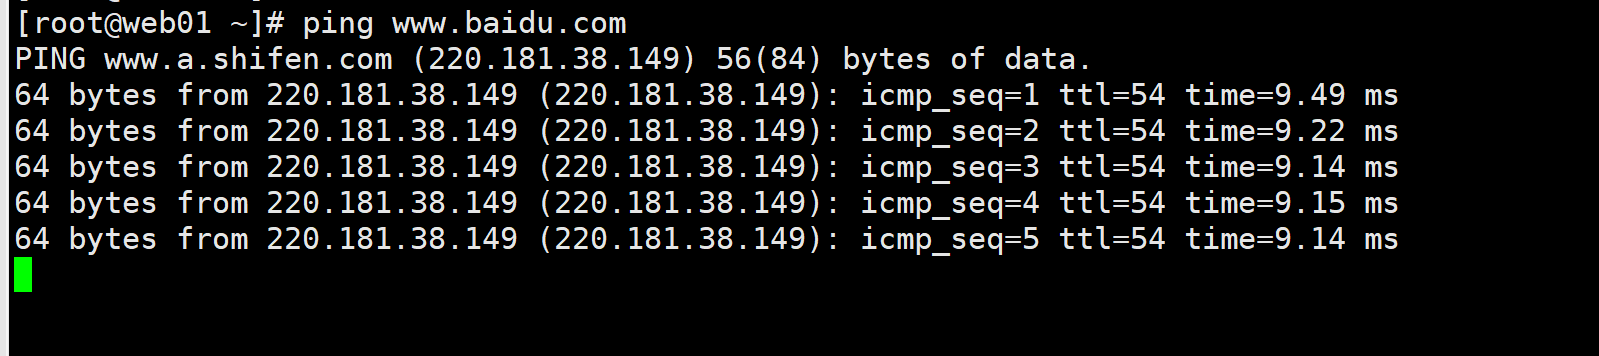 [root@web01 ~]# ping www.baidu.com
PING www.a.shifen.com (220.181.38.149) 56(84) bytes of data.
64 bytes from 220.181.38.149 (220.181.38.149): icmp_seq=1 ttl=54 time=9.49 ms
64 bytes from 220.181.38.149 (220.181.38.149): icmp_seq=2 ttl=54 time=9.22 ms
64 bytes from 220.181.38.149 (220.181.38.149): icmp_seq=3 ttl=54 time=9.14 ms
64 bytes from 220.181.38.149 (220.181.38.149): icmp_seq=4 ttl=54 time=9.15 ms
64 bytes from 220.181.38.149 (220.181.38.149): icmp_seq=5 ttl=54 time=9.14 ms